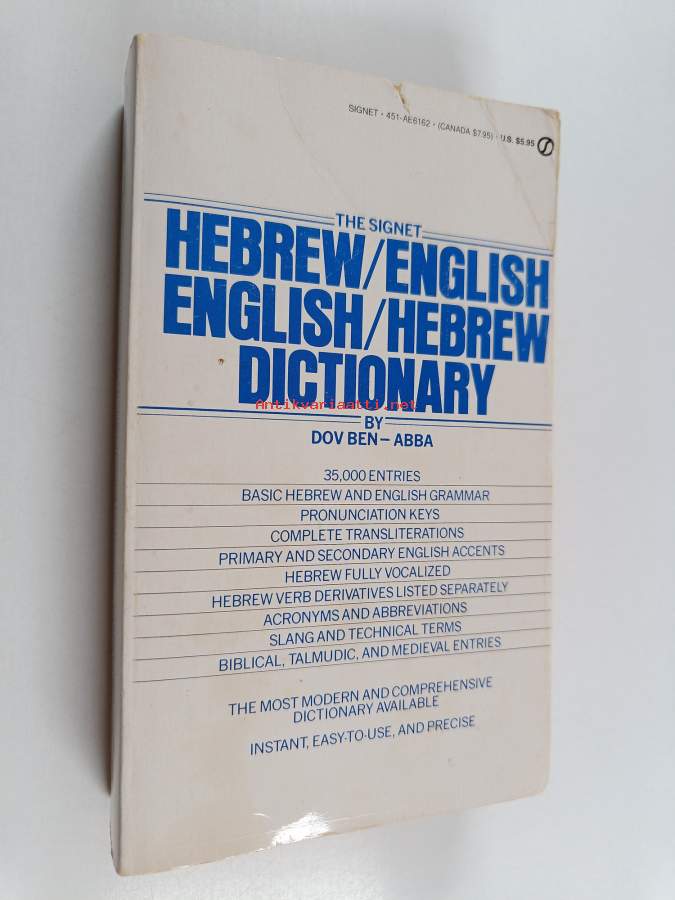 SIGNET • 451-AE6162 • (CANADA $7.95) • U.S. $5.95
THE SIGNET
HEBREW/ENGLISH
ENGLISH/HEBREW
DICTIONARY
Antikvariaatti.net
BY
DOV BEN–ABBA
35,000 ENTRIES
BASIC HEBREW AND ENGLISH GRAMMAR
PRONUNCIATION KEYS
COMPLETE TRANSLITERATIONS
PRIMARY AND SECONDARY ENGLISH ACCENTS
HEBREW FULLY VOCALIZED
HEBREW VERB DERIVATIVES LISTED SEPARATELY
ACRONYMS AND ABBREVIATIONS
SLANG AND TECHNICAL TERMS
BIBLICAL, TALMUDIC, AND MEDIEVAL ENTRIES
THE MOST MODERN AND COMPREHENSIVE
DICTIONARY AVAILABLE
INSTANT, EASY-TO-USE, AND PRECISE